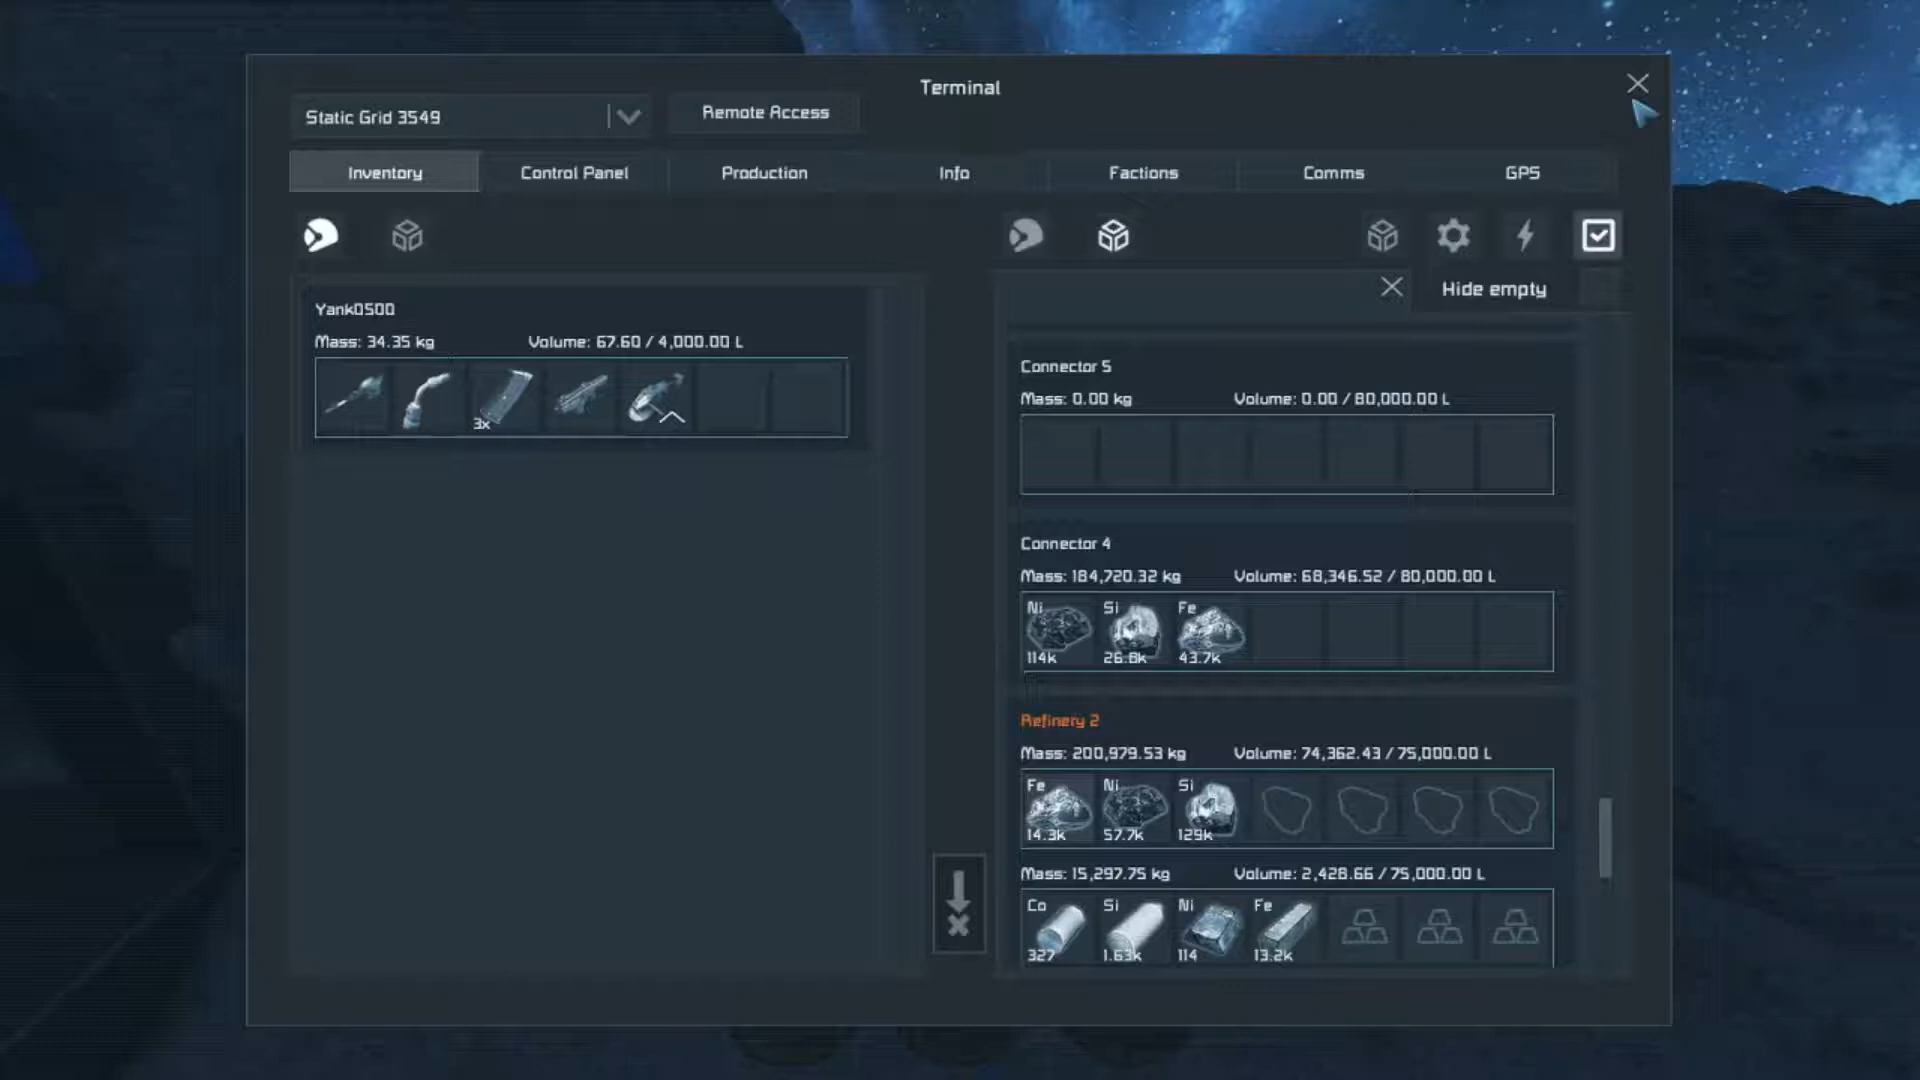 Terminal
Static Grid 3549
Remote Access
Inventory
Control Panel
Production
Info
Factions
Comms
GPS
Hide empty
Yank0500
Mass: 34.35 kg
Volume: 67.60 / 4,000.00 L
3x
Connector 5
Mass: 0.00 kg
Volume: 0.00 / 80,000.00 L
Connector 4
Mass: 184,720.32 kg
Volume: 68,346.52 / 80,000.00 L
Ni
Si
Fe
114k
26.8k
43.7k
Refinery 2
Mass: 200,979.53 kg
Volume: 74,362.43 / 75,000.00 L
Fe
Ni
Si
14.3k
57.7k
129k
Mass: 15,297.75 kg
Volume: 2,428.66 / 75,000.00 L
Co
Si
Ni
Fe
327
1.63k
114
13.2k